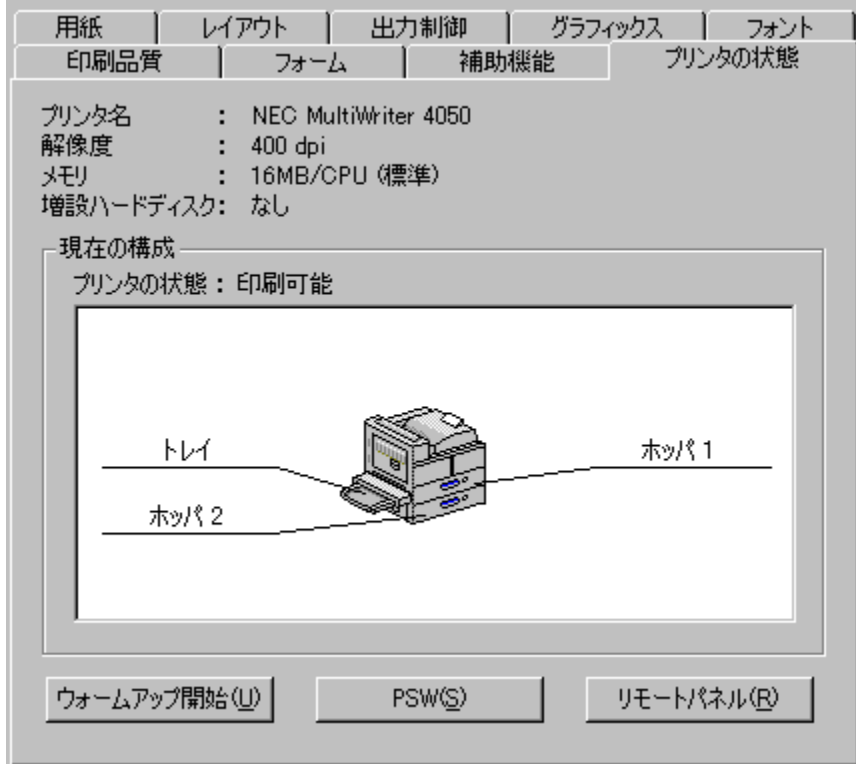 用紙 レイアウト 出力制御 グラフィックス フォント
印刷品質 フォーム 補助機能 プリンタの状態
プリンタ名 : NEC MultiWriter 4050
解像度 : 400 dpi
メモリ : 16MB/CPU (標準)
増設ハードディスク: なし
現在の構成
プリンタの状態 : 印刷可能
トレイ ホッパ 1
ホッパ 2
ウォームアップ開始(U) PSW(S) リモートパネル(R)